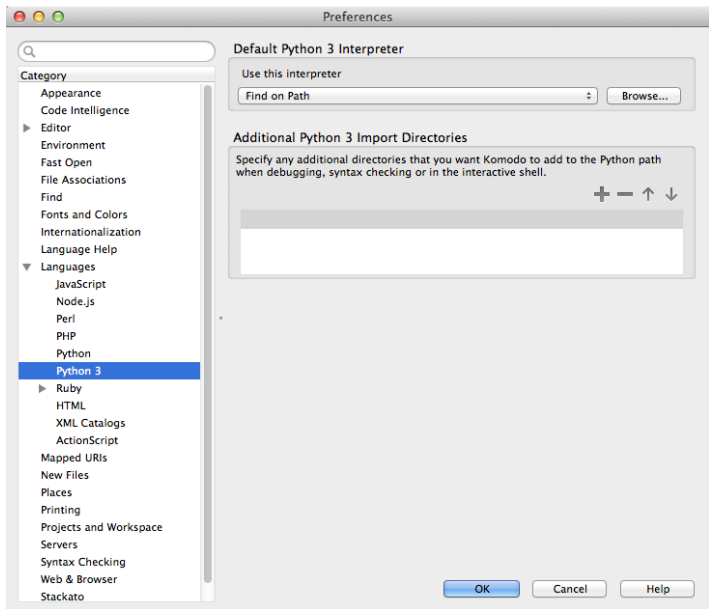 Preferences
Category
Appearance
Code Intelligence
Editor
Environment
Fast Open
File Associations
Find
Fonts and Colors
Internationalization
Language Help
Languages
JavaScript
Node.js
Perl
PHP
Python
Python 3
Ruby
HTML
XML Catalogs
ActionScript
Mapped URIs
New Files
Places
Printing
Projects and Workspace
Servers
Syntax Checking
Web & Browser
Stackato
Default Python 3 Interpreter
Use this interpreter
Find on Path
Browse...
Additional Python 3 Import Directories
Specify any additional directories that you want Komodo to add to the Python path
when debugging, syntax checking or in the interactive shell.
OK
Cancel
Help